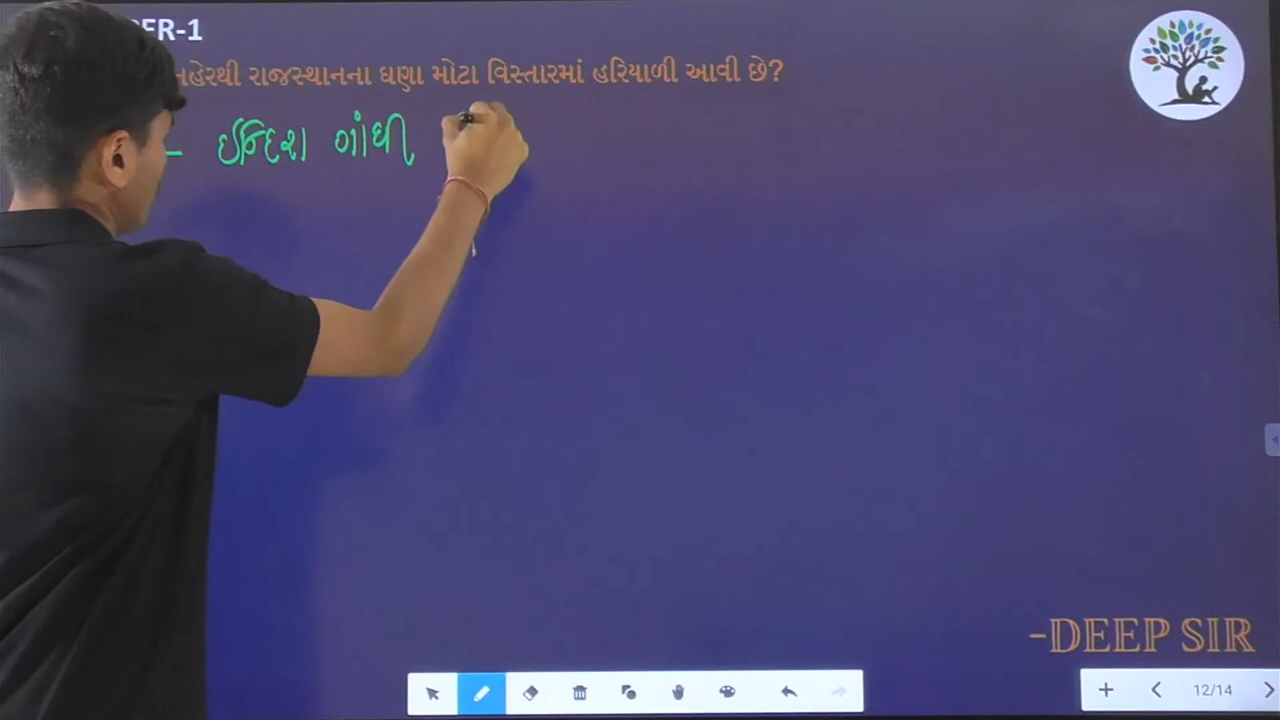 ER-1
નહેરથી રાજસ્થાનના ઘણા મોટા વિસ્તારમાં હરિયાળી આવી છે?
– ઈન્દિરા ગાંધી
-DEEP SIR
12/14